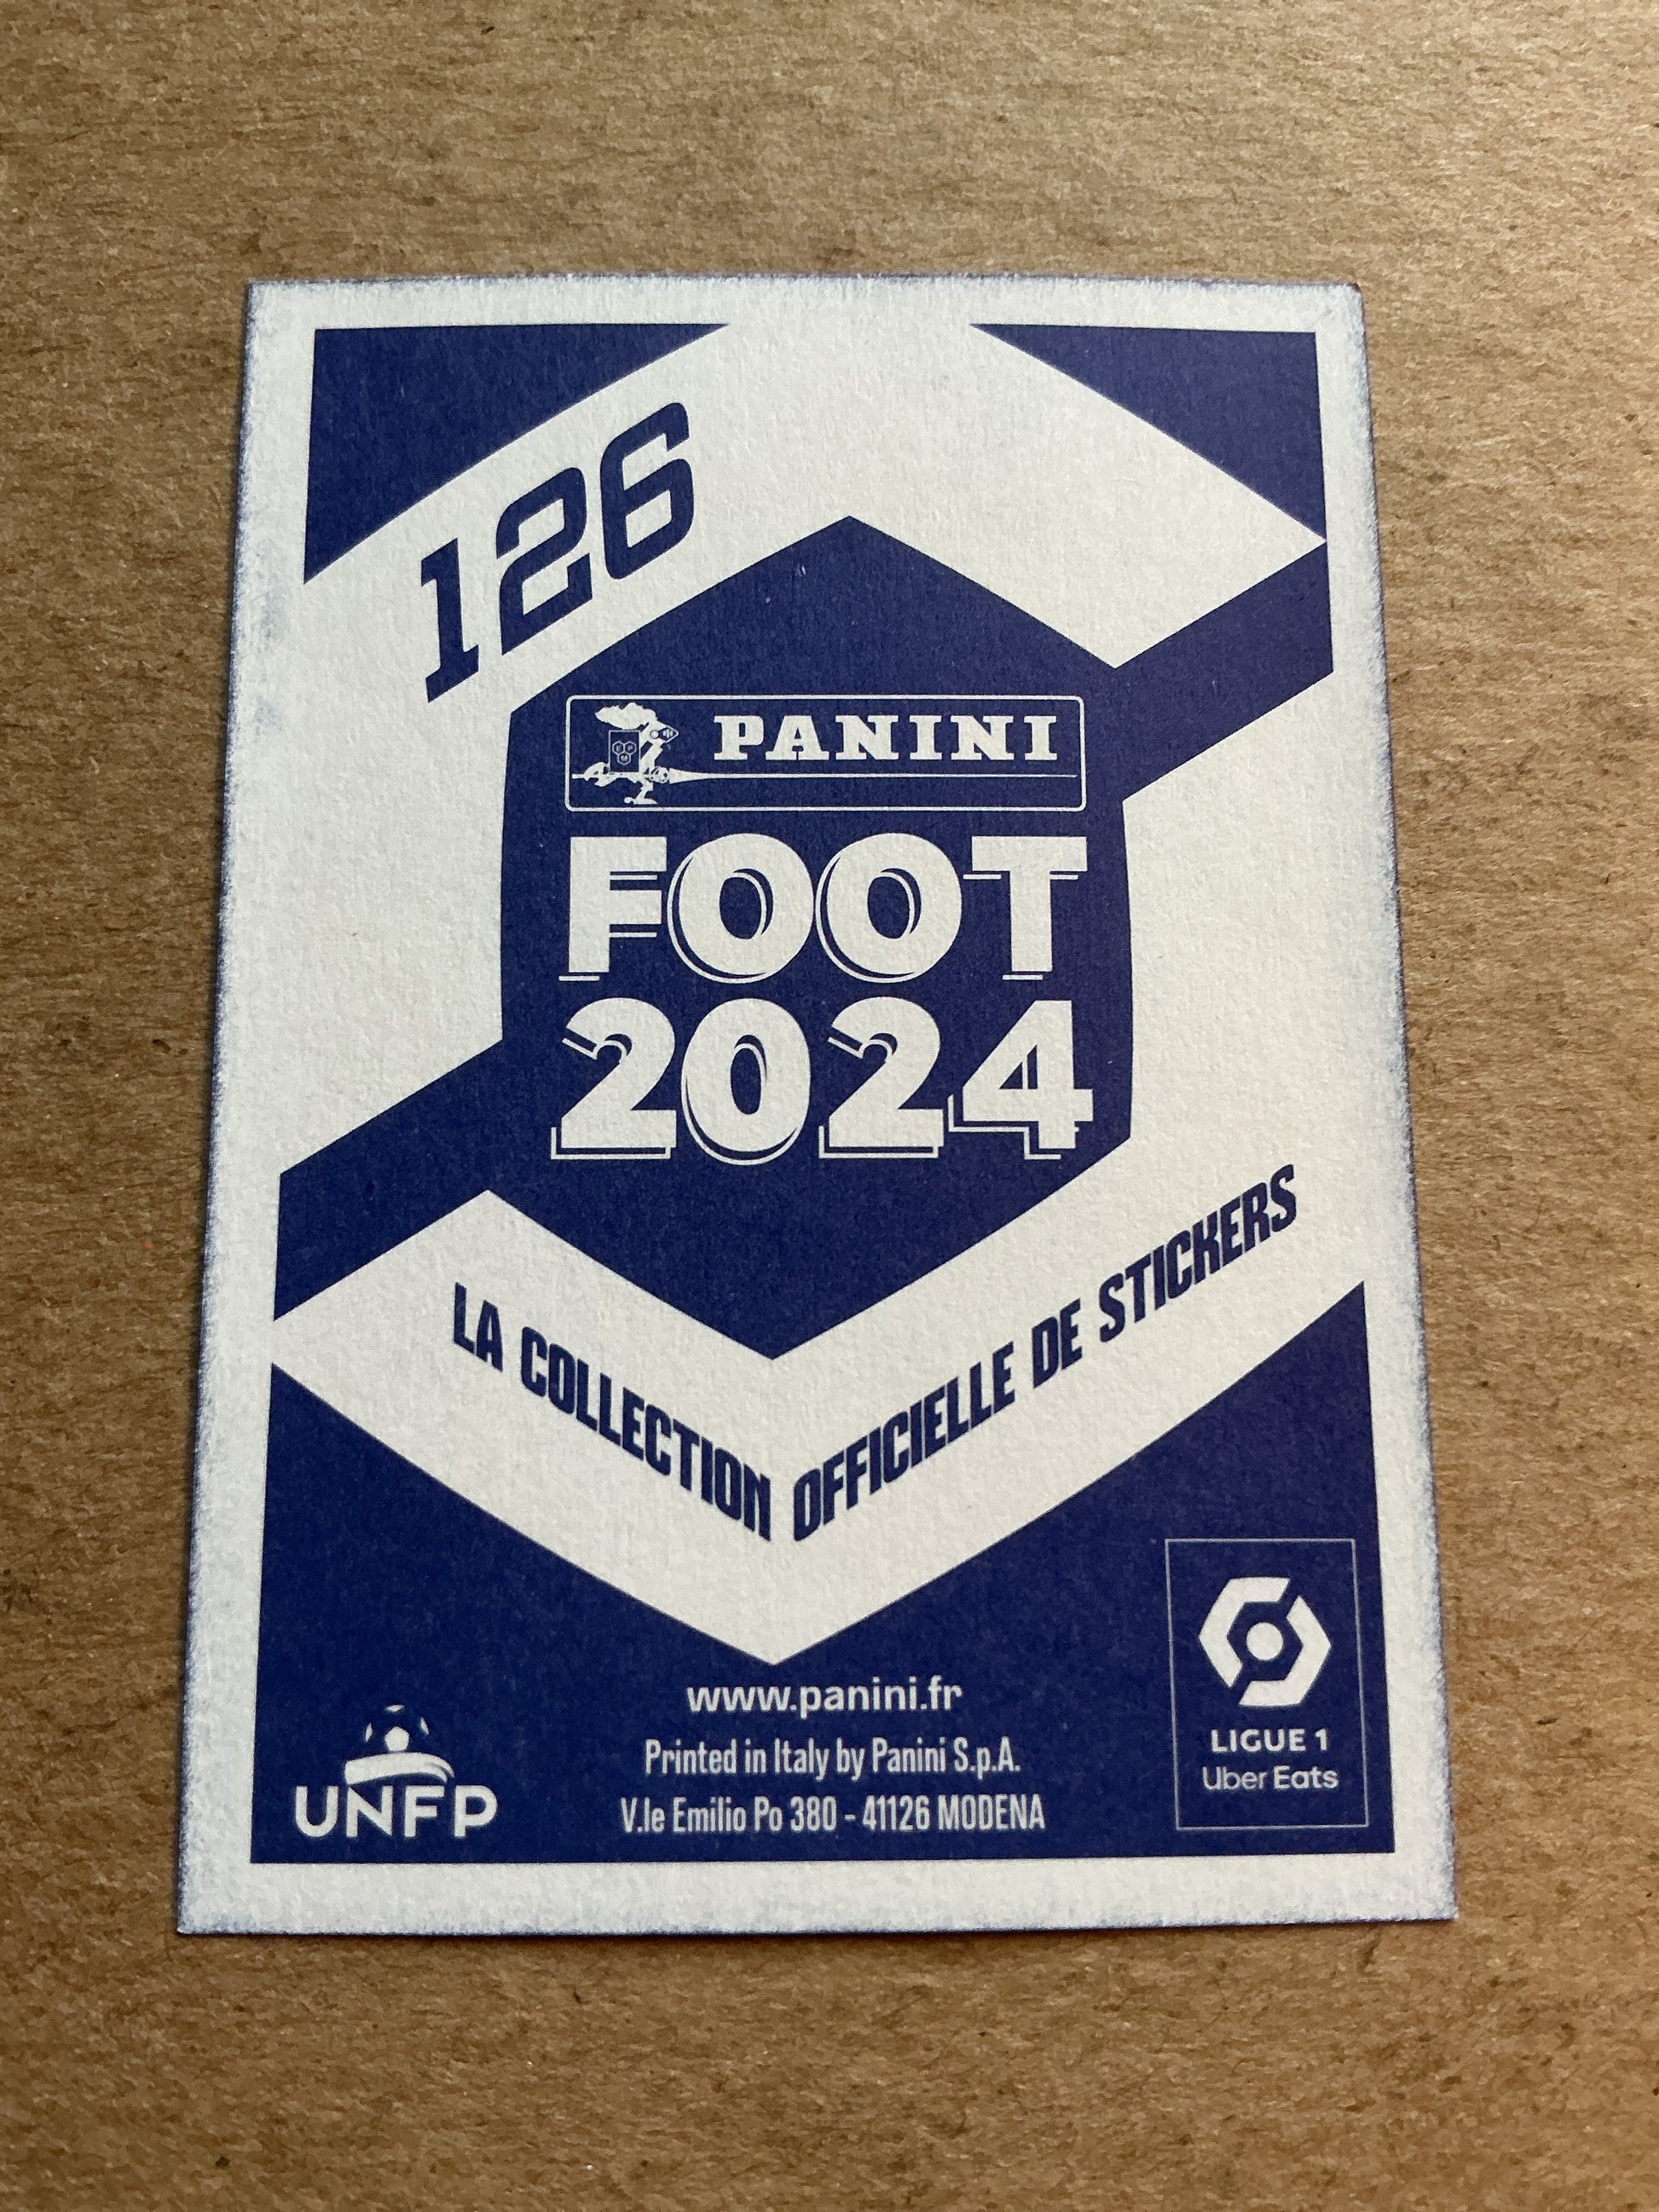 126
PANINI
FOOT
2024
LA COLLECTION OFFICIELLE DE STICKERS
www.panini.fr
Printed in Italy by Panini S.p.A.
V.le Emilio Po 380 - 41126 MODENA
UNFP
LIGUE 1
Uber Eats